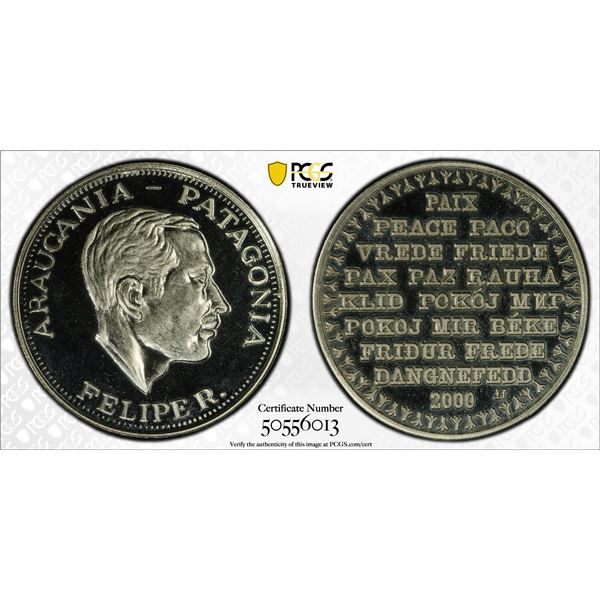 PCGS
TRUEVIEW
ARAUCANIA – PATAGONIA
FELIPE R.
PAIX
PEACE PACO
VREDE FRIEDE
PAX PAZ RAUHA
KLID POKÓJ МИР
POKOJ MIR BÉKE
FRIDUR FREDE
DANGNEFEDD
2000
Certificate Number
50556013
Verify the authenticity of this image at PCGS.com/cert